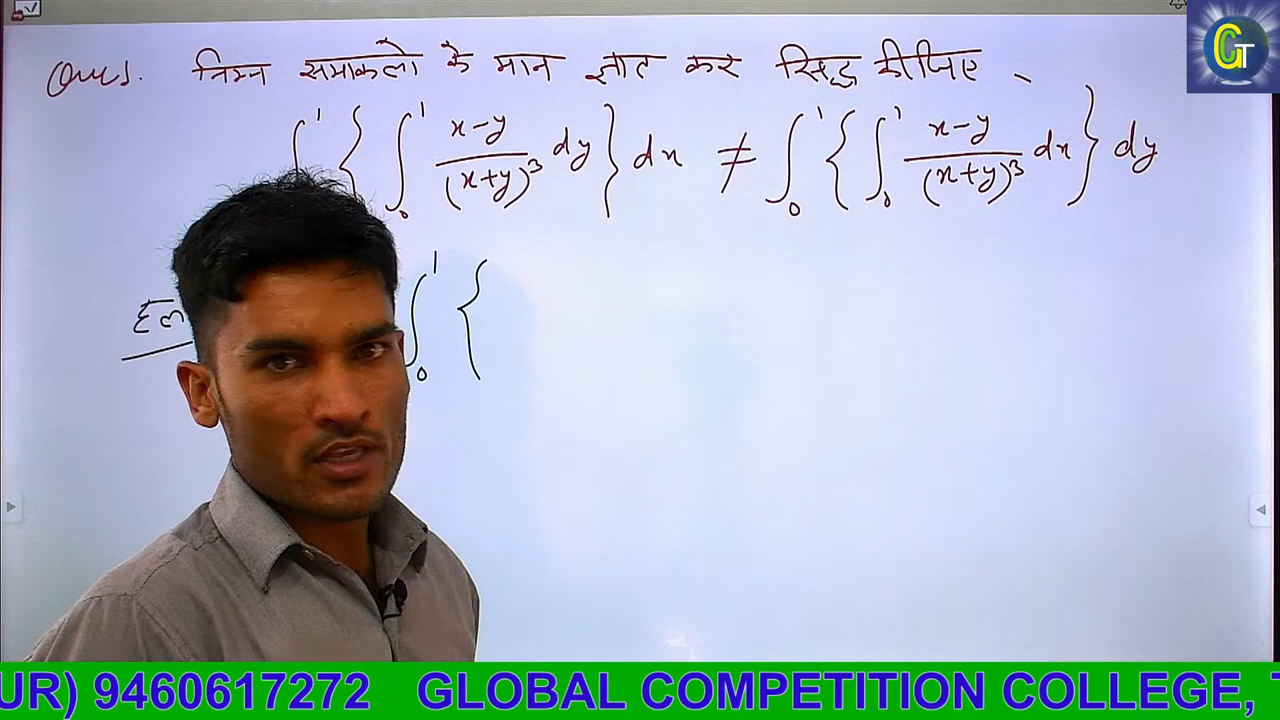 Ques. निम्न समाकलो के मान ज्ञात कर सिद्ध कीजिए -
∫₀¹ { ∫₀¹ x-y/(x+y)³ dy } dx ≠ ∫₀¹ { ∫₀¹ x-y/(x+y)³ dx } dy
हल ∫₀¹ {
GT
UR) 9460617272 GLOBAL COMPETITION COLLEGE, T